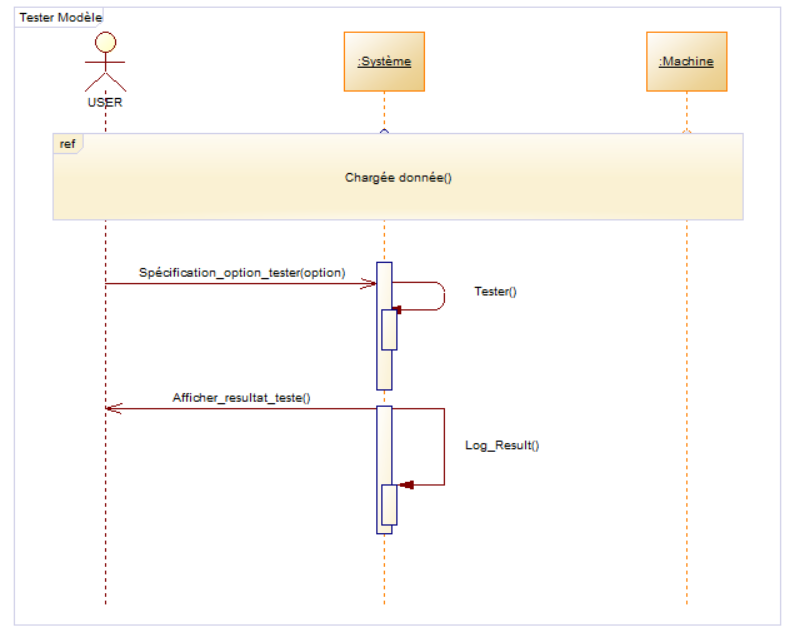 Tester Modèle
USER
:Système
:Machine
ref
Chargée donnée()
Spécification_option_tester(option)
Tester()
Afficher_resultat_teste()
Log_Result()